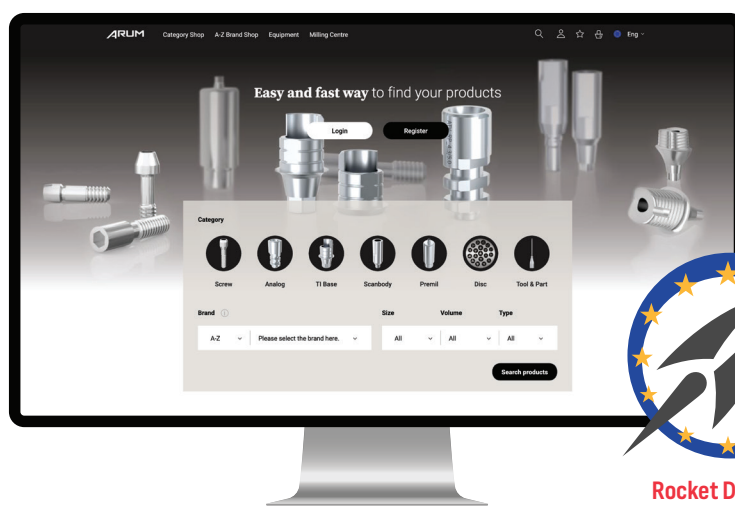 ARUM Category Shop A-Z Brand Shop Equipment Milling Centre Eng
Easy and fast way to find your products
Login Register
Category
Screw Analog TI Base Scanbody Premil Disc Tool & Part
Brand Size Volume Type
A-Z Please select the brand here. All All All
Search products
Rocket D